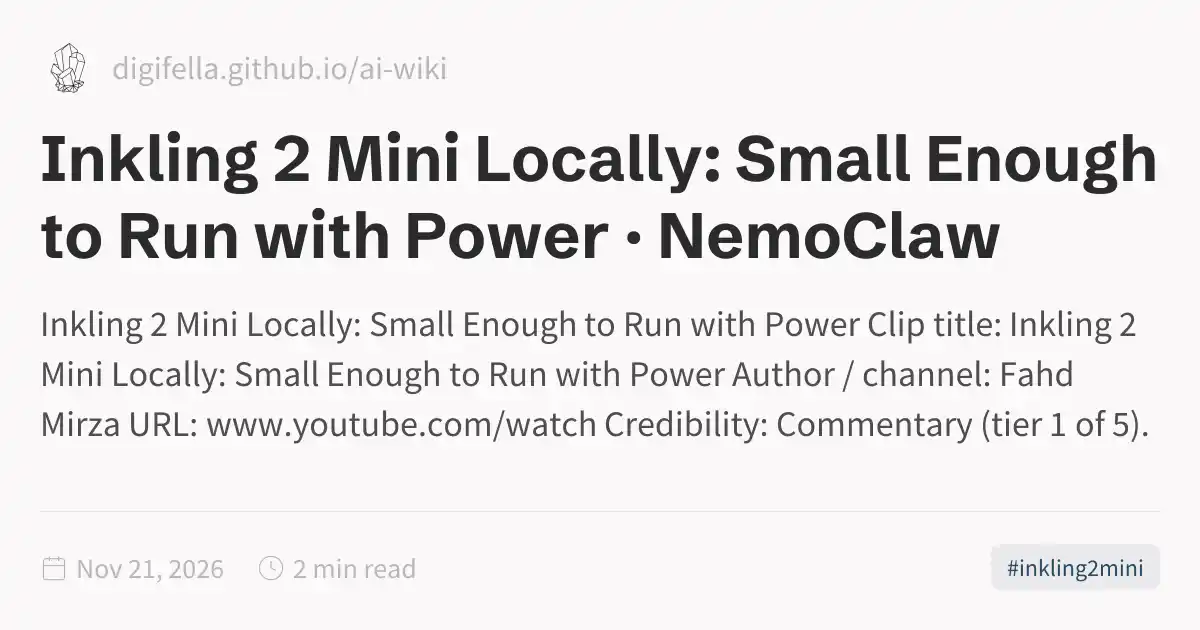 digifella.github.io/ai-wiki
Inkling 2 Mini Locally: Small Enough
to Run with Power · NemoClaw
Inkling 2 Mini Locally: Small Enough to Run with Power Clip title: Inkling 2
Mini Locally: Small Enough to Run with Power Author / channel: Fahd
Mirza URL: www.youtube.com/watch Credibility: Commentary (tier 1 of 5).
Nov 21, 2026 2 min read #inkling2mini